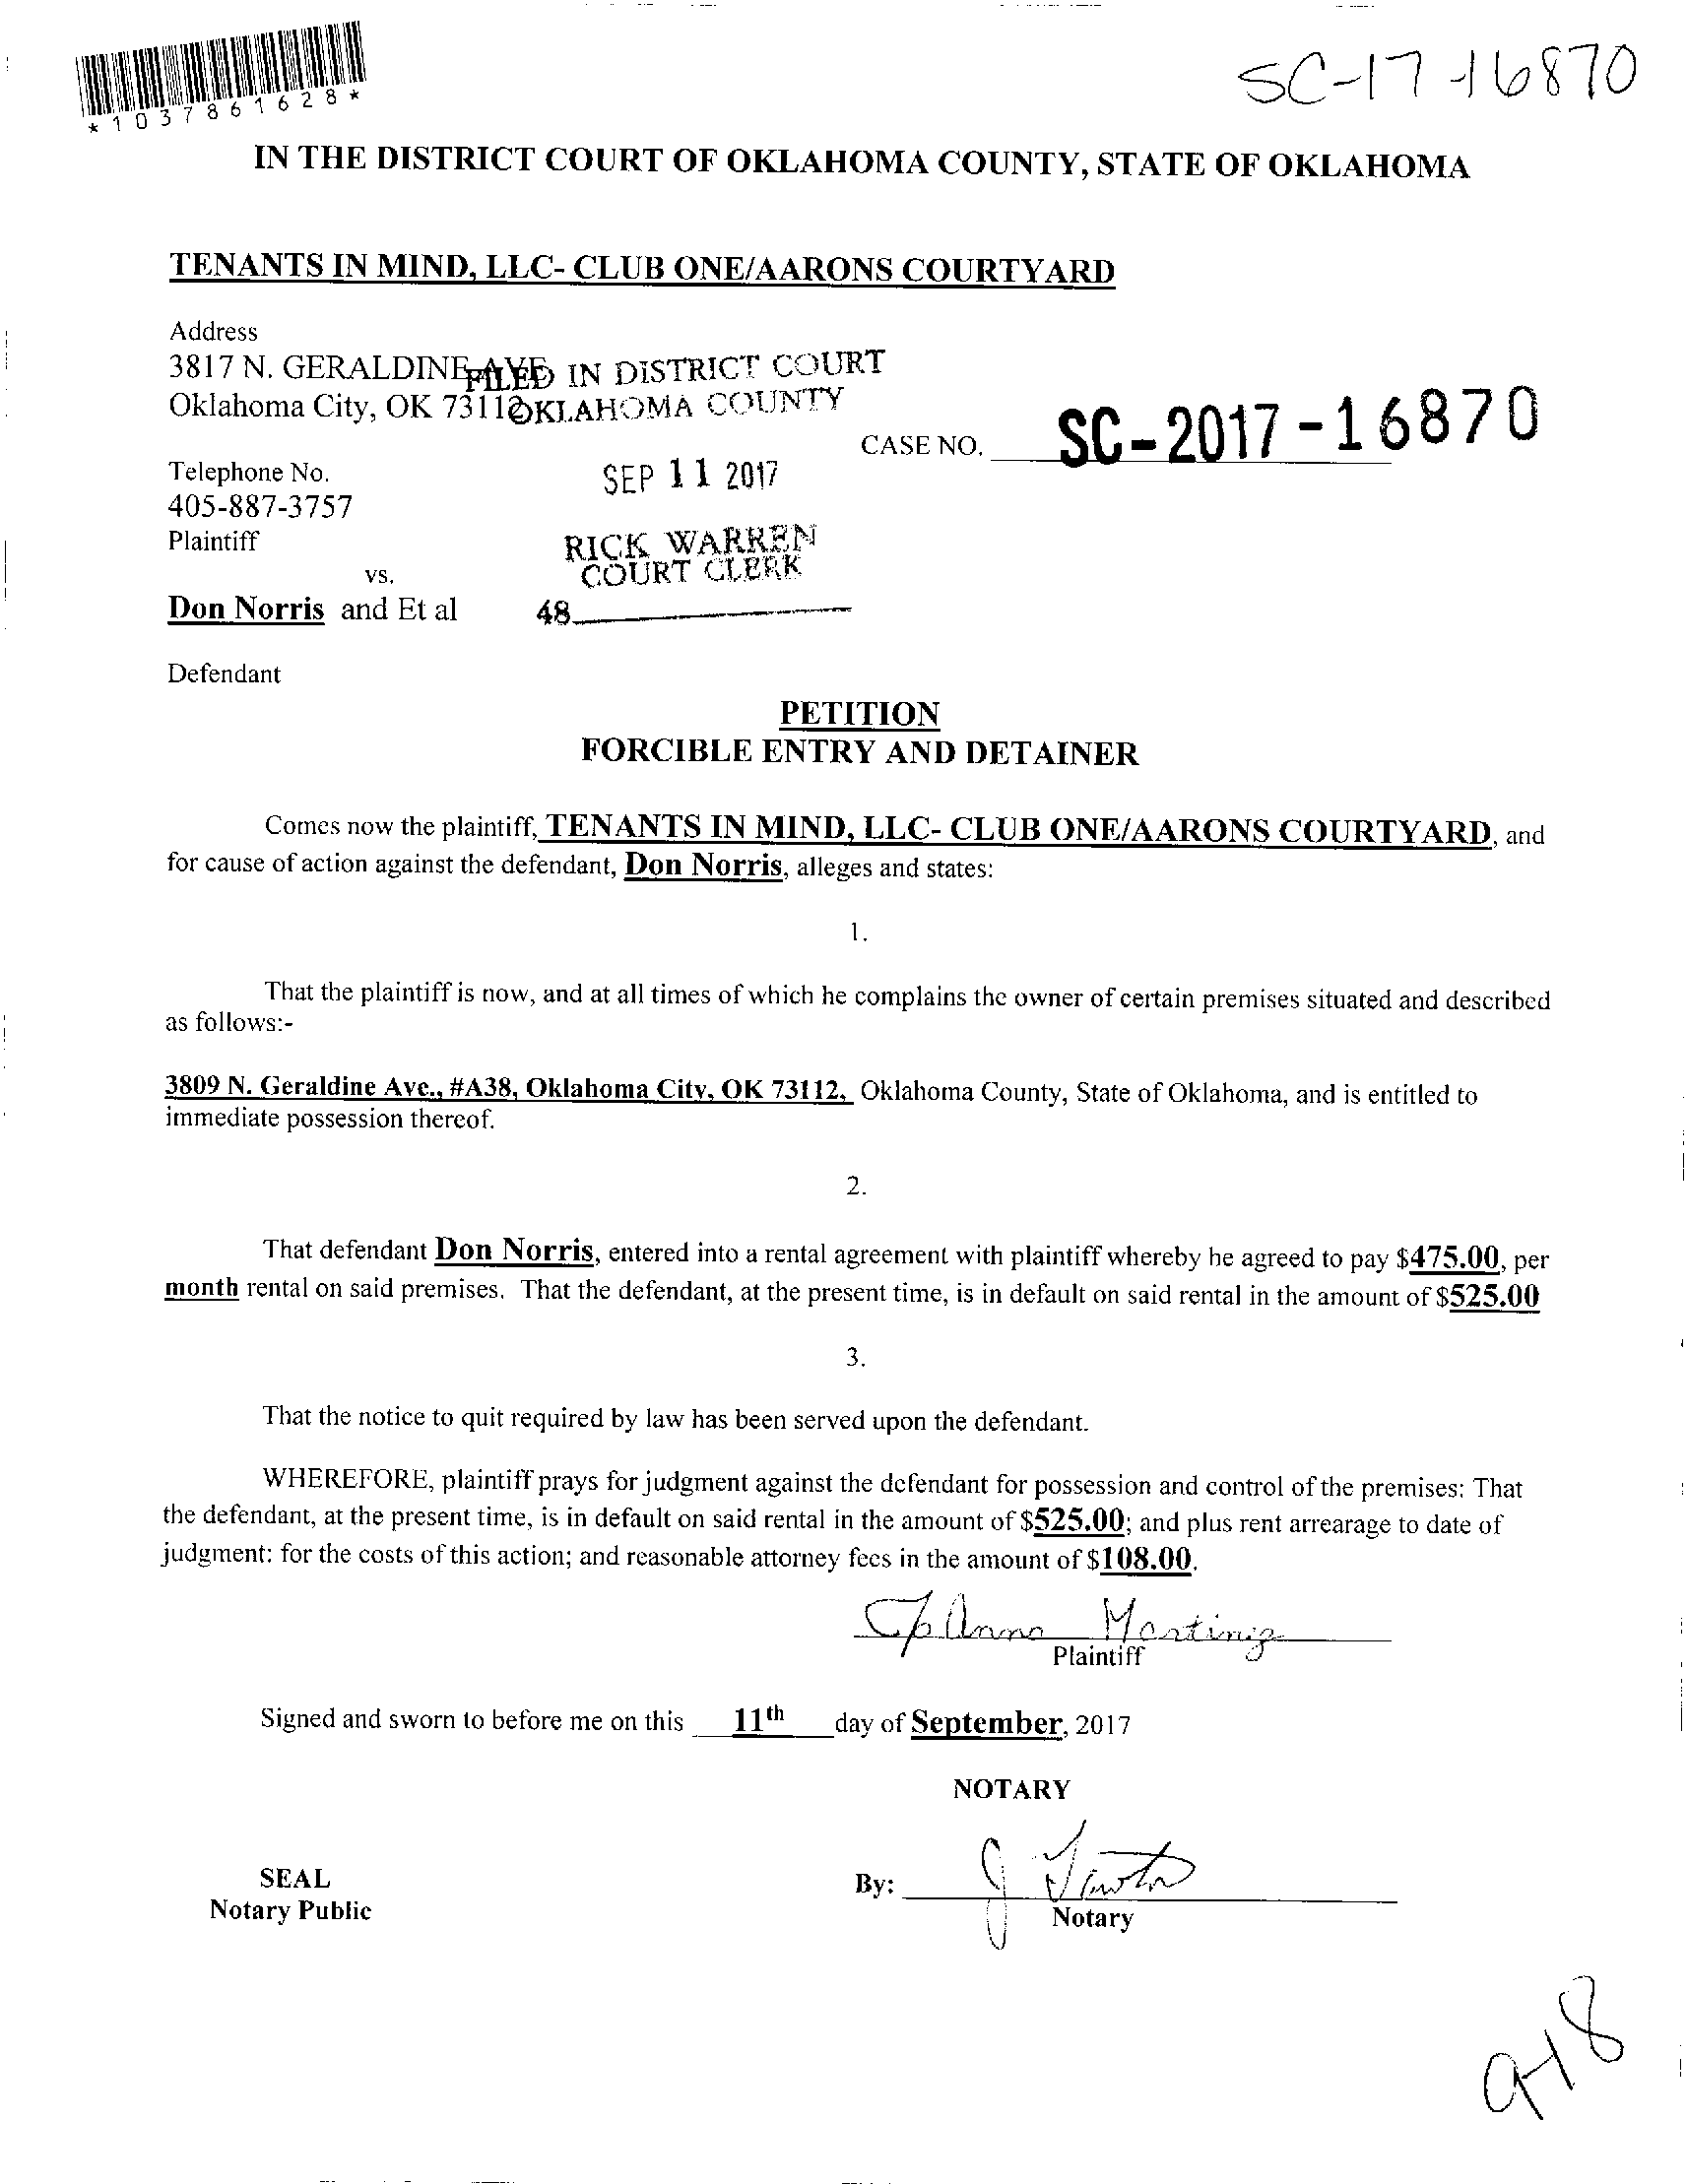 *1037861628*
SC-17-16870
IN THE DISTRICT COURT OF OKLAHOMA COUNTY, STATE OF OKLAHOMA
TENANTS IN MIND, LLC- CLUB ONE/AARONS COURTYARD
Address
3817 N. GERALDINE AVE
Oklahoma City, OK 73112
FILED IN DISTRICT COURT
OKLAHOMA COUNTY
CASE NO. SC-2017-16870
Telephone No.
405-887-3757
SEP 11 2017
Plaintiff
RICK WARREN
COURT CLERK
vs.
Don Norris and Et al
48
Defendant
PETITION
FORCIBLE ENTRY AND DETAINER
Comes now the plaintiff, TENANTS IN MIND, LLC- CLUB ONE/AARONS COURTYARD, and
for cause of action against the defendant, Don Norris, alleges and states:
1.
That the plaintiff is now, and at all times of which he complains the owner of certain premises situated and described
as follows:-
3809 N. Geraldine Ave., #A38, Oklahoma City, OK 73112, Oklahoma County, State of Oklahoma, and is entitled to
immediate possession thereof.
2.
That defendant Don Norris, entered into a rental agreement with plaintiff whereby he agreed to pay $475.00, per
month rental on said premises. That the defendant, at the present time, is in default on said rental in the amount of $525.00
3.
That the notice to quit required by law has been served upon the defendant.
WHEREFORE, plaintiff prays for judgment against the defendant for possession and control of the premises: That
the defendant, at the present time, is in default on said rental in the amount of $525.00; and plus rent arrearage to date of
judgment: for the costs of this action; and reasonable attorney fees in the amount of $108.00.
Plaintiff
Signed and sworn to before me on this 11th day of September, 2017
NOTARY
SEAL
Notary Public
By:
Notary
9-18